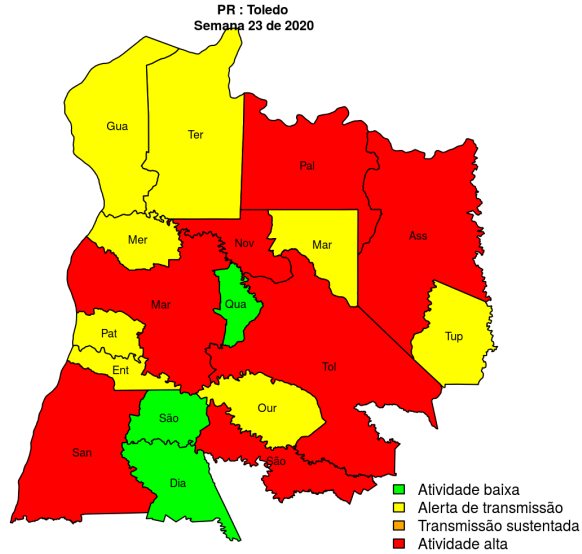 PR : Toledo
Semana 23 de 2020
Gua
Ter
Pal
Mer
Nov
Mar
Ass
Mar
Qua
Pat
Tup
Ent
Tol
São
Our
San
São
Dia
Atividade baixa
Alerta de transmissão
Transmissão sustentada
Atividade alta